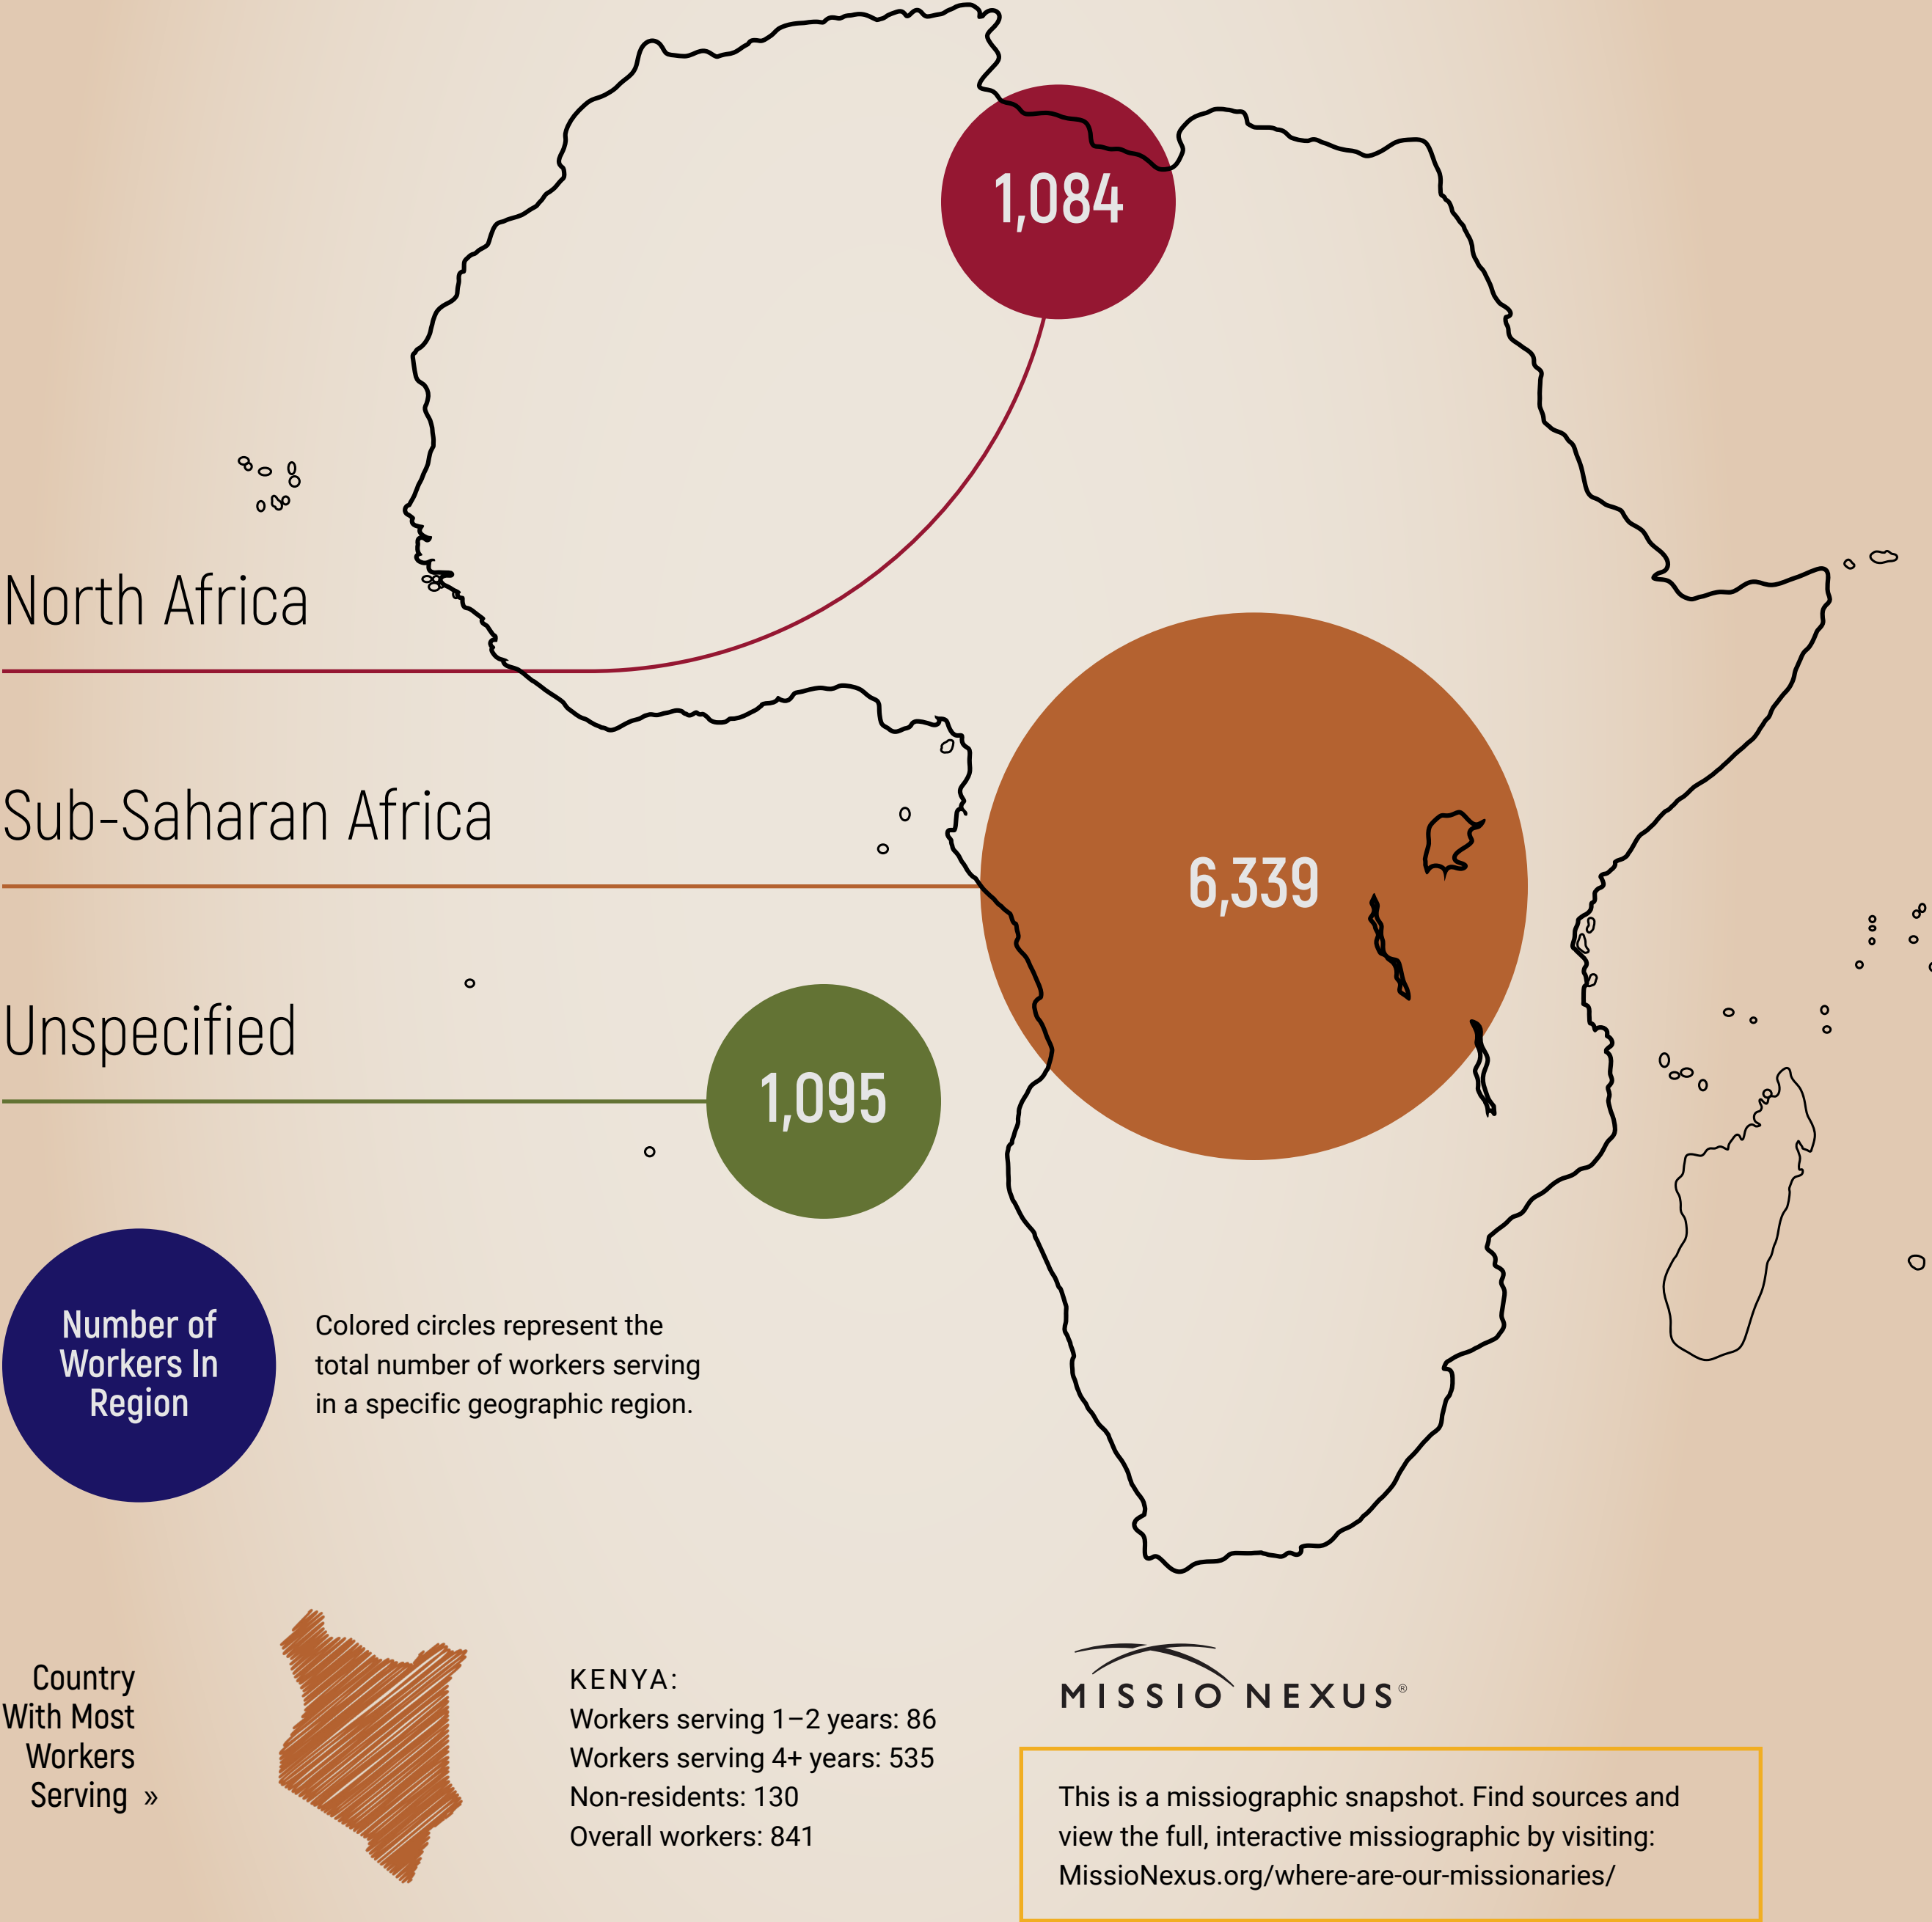 1,084
North Africa
Sub-Saharan Africa
6,339
Unspecified
1,095
Number of
Workers In
Region
Colored circles represent the
total number of workers serving
in a specific geographic region.
Country
With Most
Workers
Serving »
KENYA:
Workers serving 1–2 years: 86
Workers serving 4+ years: 535
Non-residents: 130
Overall workers: 841
MISSIO NEXUS®
This is a missiographic snapshot. Find sources and
view the full, interactive missiographic by visiting:
MissioNexus.org/where-are-our-missionaries/